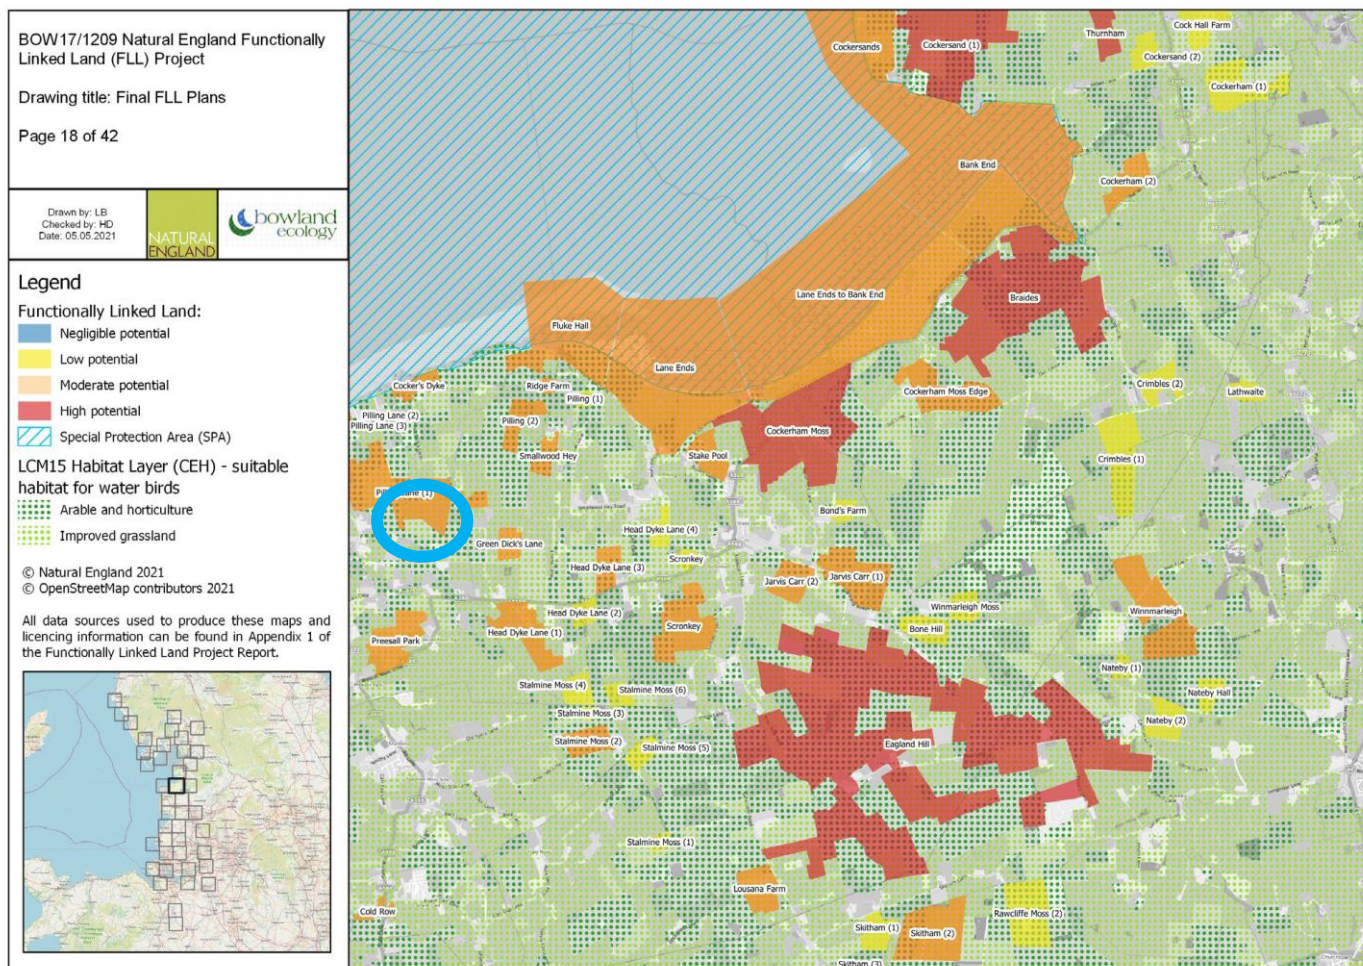 BOW17/1209 Natural England Functionally
Linked Land (FLL) Project
Drawing title: Final FLL Plans
Page 18 of 42
Drawn by: LB
Checked by: HD
Date: 05.05.2021
NATURAL
ENGLAND
bowland
ecology
Legend
Functionally Linked Land:
Negligible potential
Low potential
Moderate potential
High potential
Special Protection Area (SPA)
LCM15 Habitat Layer (CEH) - suitable
habitat for water birds
Arable and horticulture
Improved grassland
© Natural England 2021
© OpenStreetMap contributors 2021
All data sources used to produce these maps and
licencing information can be found in Appendix 1 of
the Functionally Linked Land Project Report.
Cockersands
Cockersand (1)
Thurnham
Cock Hall Farm
Cockersand (2)
Cockerham (1)
Bank End
Cockerham (2)
Lane Ends to Bank End
Braides
Fluke Hall
Lane Ends
Cocker's Dyke
Ridge Farm
Pilling (1)
Cockerham Moss Edge
Crimbles (2)
Lathwaite
Pilling Lane (2)
Pilling Lane (3)
Pilling (2)
Cockerham Moss
Smallwood Hey
Stake Pool
Crimbles (1)
Pilling Lane (1)
Bond's Farm
Head Dyke Lane (4)
Green Dick's Lane
Scronkey
Head Dyke Lane (3)
Jarvis Carr (2)
Jarvis Carr (1)
Winmarleigh Moss
Winnmarleigh
Head Dyke Lane (2)
Scronkey
Bone Hill
Preesall Park
Head Dyke Lane (1)
Nateby (1)
Stalmine Moss (4)
Stalmine Moss (6)
Nateby Hall
Stalmine Moss (3)
Nateby (2)
Stalmine Moss (2)
Stalmine Moss (5)
Eagland Hill
Stalmine Moss (1)
Lousana Farm
Cold Row
Rawcliffe Moss (2)
Skitham (1)
Skitham (2)
Skitham (3)